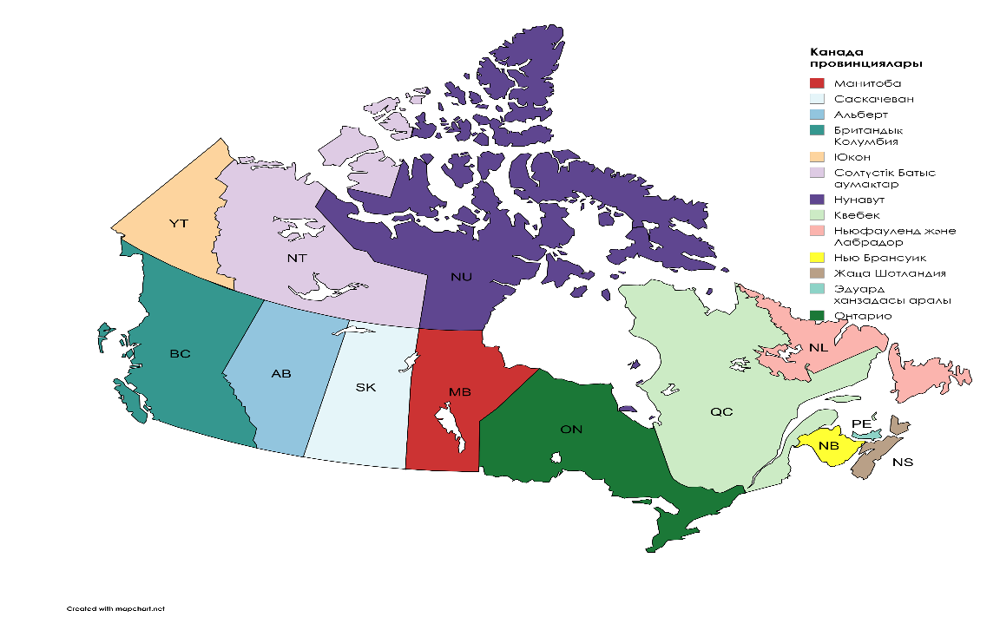 Канада
провинциялары
Манитоба
Саскачеван
Альберт
Британдық
Колумбия
Юкон
Солтүстік Батыс
аумақтар
Нунавут
Квебек
Ньюфауленд және
Лабрадор
Нью Брансуик
Жаңа Шотландия
Эдуард
ханзадасы аралы
Онтарио
YT
NT
NU
BC
AB
SK
MB
ON
QC
NL
PE
NB
NS
Created with mapchart.net